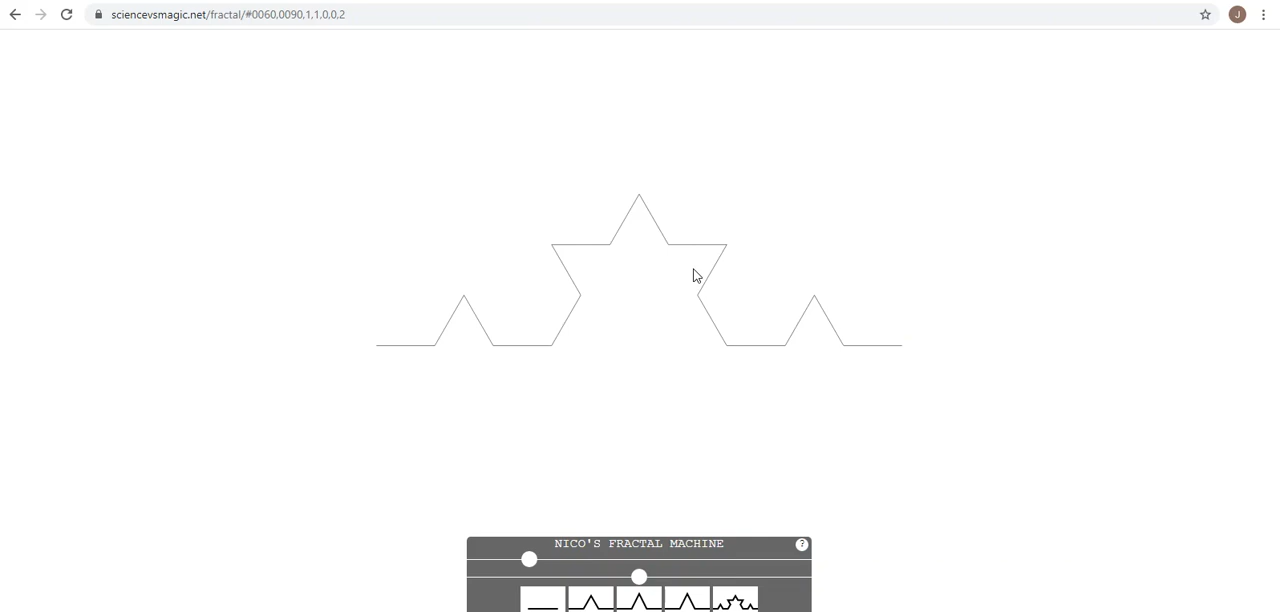 sciencevsmagic.net/fractal/#0060,0090,1,1,0,0,2
J
NICO'S FRACTAL MACHINE
?